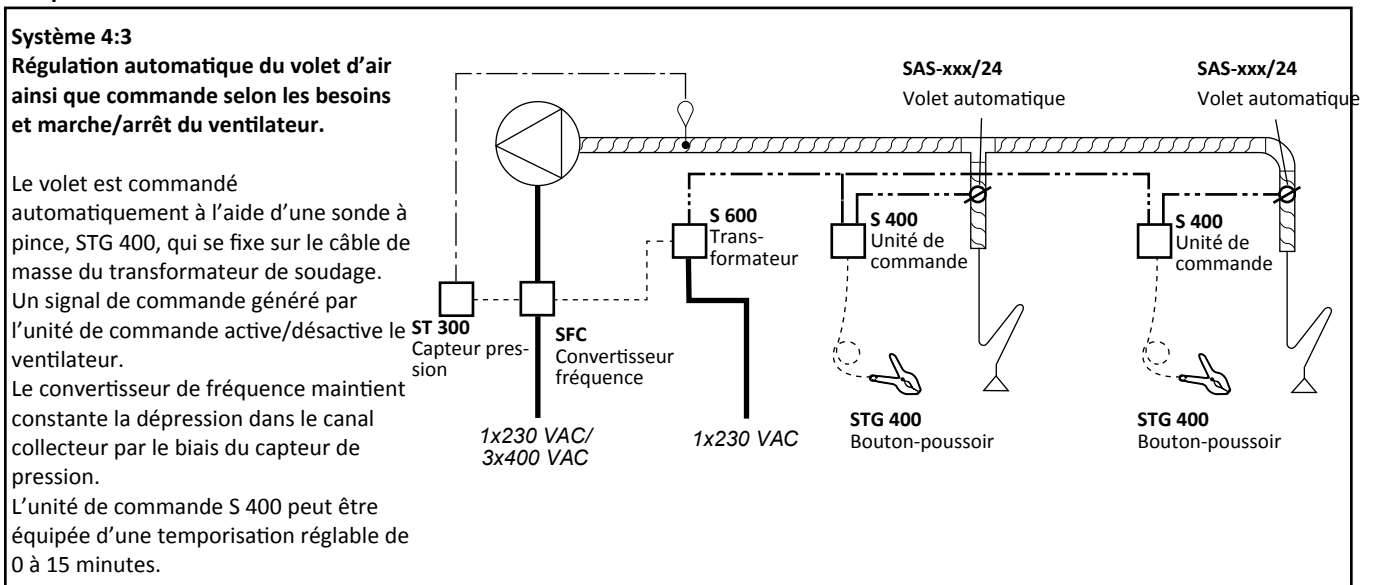 Système 4:3
Régulation automatique du volet d'air
ainsi que commande selon les besoins
et marche/arrêt du ventilateur.
Le volet est commandé
automatiquement à l'aide d'une sonde à
pince, STG 400, qui se fixe sur le câble de
masse du transformateur de soudage.
Un signal de commande généré par
l'unité de commande active/désactive le
ventilateur.
Le convertisseur de fréquence maintient
constante la dépression dans le canal
collecteur par le biais du capteur de
pression.
L'unité de commande S 400 peut être
équipée d'une temporisation réglable de
0 à 15 minutes.
SAS-xxx/24
Volet automatique
SAS-xxx/24
Volet automatique
S 600
Trans-
formateur
S 400
Unité de
commande
S 400
Unité de
commande
ST 300
Capteur pres-
sion
SFC
Convertisseur
fréquence
STG 400
Bouton-poussoir
STG 400
Bouton-poussoir
1x230 VAC/
3x400 VAC
1x230 VAC